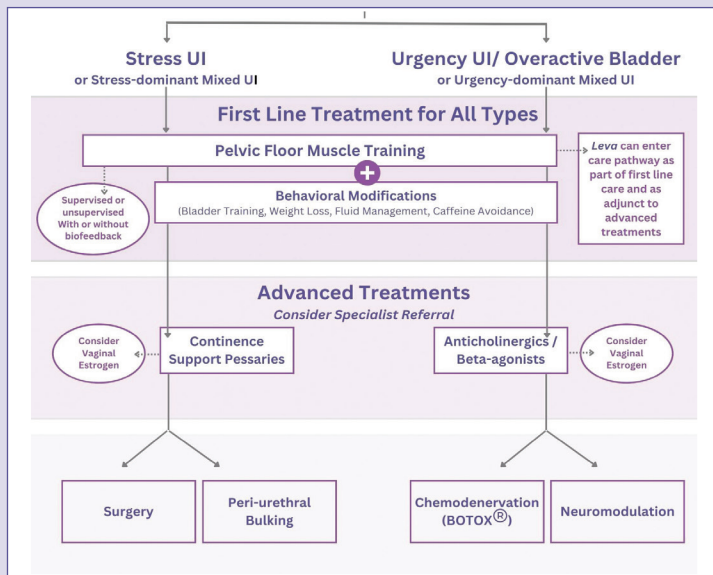 Stress UI
or Stress-dominant Mixed UI
Urgency UI/ Overactive Bladder
or Urgency-dominant Mixed UI
First Line Treatment for All Types
Pelvic Floor Muscle Training
Leva can enter
care pathway as
part of first line
care and as
adjunct to
advanced
treatments
+
Supervised or
unsupervised
With or without
biofeedback
Behavioral Modifications
(Bladder Training, Weight Loss, Fluid Management, Caffeine Avoidance)
Advanced Treatments
Consider Specialist Referral
Consider
Vaginal
Estrogen
Continence
Support Pessaries
Anticholinergics /
Beta-agonists
Consider
Vaginal
Estrogen
Surgery
Peri-urethral
Bulking
Chemodenervation
(BOTOX®)
Neuromodulation